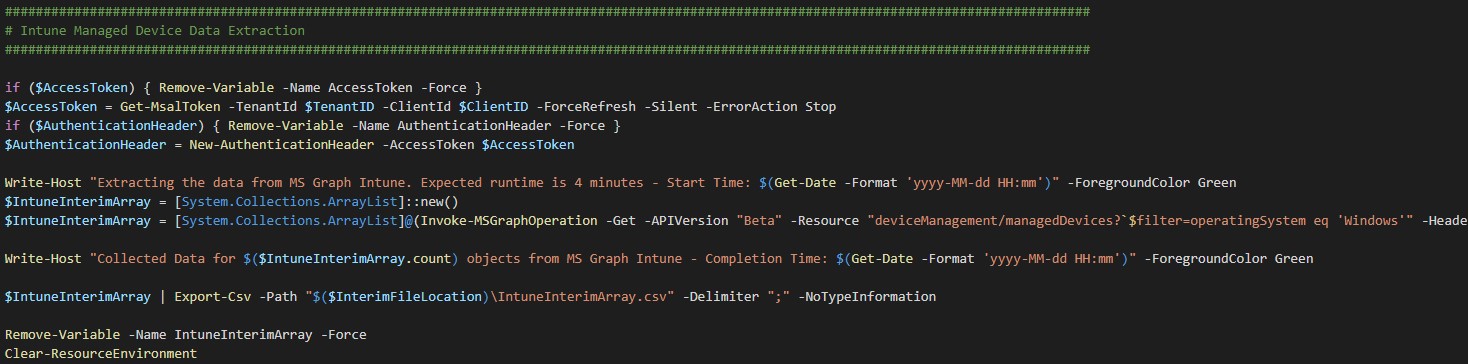 #############################################################################################################################################
# Intune Managed Device Data Extraction
#############################################################################################################################################
if ($AccessToken) { Remove-Variable -Name AccessToken -Force }
$AccessToken = Get-MsalToken -TenantId $TenantID -ClientId $ClientID -ForceRefresh -Silent -ErrorAction Stop
if ($AuthenticationHeader) { Remove-Variable -Name AuthenticationHeader -Force }
$AuthenticationHeader = New-AuthenticationHeader -AccessToken $AccessToken
Write-Host "Extracting the data from MS Graph Intune. Expected runtime is 4 minutes - Start Time: $(Get-Date -Format 'yyyy-MM-dd HH:mm')" -ForegroundColor Green
$IntuneInterimArray = [System.Collections.ArrayList]::new()
$IntuneInterimArray = [System.Collections.ArrayList]@(Invoke-MSGraphOperation -Get -APIVersion "Beta" -Resource "deviceManagement/managedDevices?`$filter=operatingSystem eq 'Windows'" -Heade
Write-Host "Collected Data for $($IntuneInterimArray.count) objects from MS Graph Intune - Completion Time: $(Get-Date -Format 'yyyy-MM-dd HH:mm')" -ForegroundColor Green
$IntuneInterimArray | Export-Csv -Path "$($InterimFileLocation)\IntuneInterimArray.csv" -Delimiter ";" -NoTypeInformation
Remove-Variable -Name IntuneInterimArray -Force
Clear-ResourceEnvironment